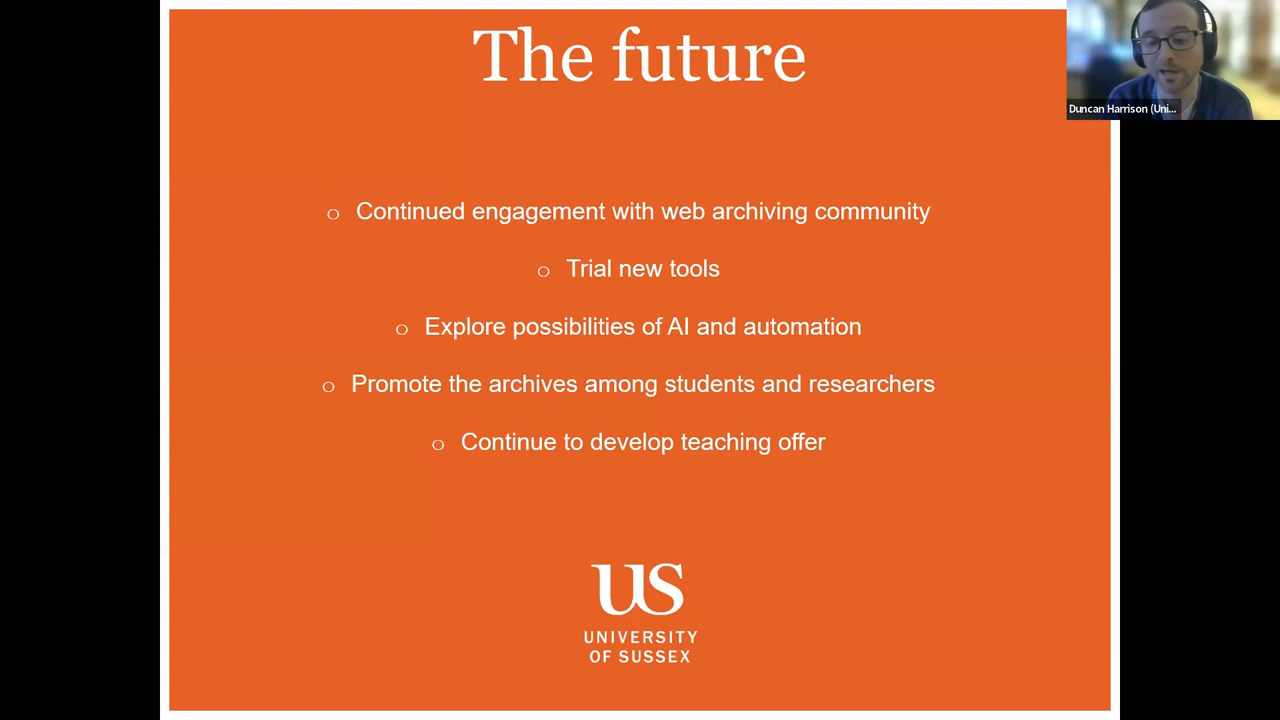 The future
Duncan Harrison (Uni...
o Continued engagement with web archiving community
o Trial new tools
o Explore possibilities of AI and automation
o Promote the archives among students and researchers
o Continue to develop teaching offer
US
UNIVERSITY
OF SUSSEX